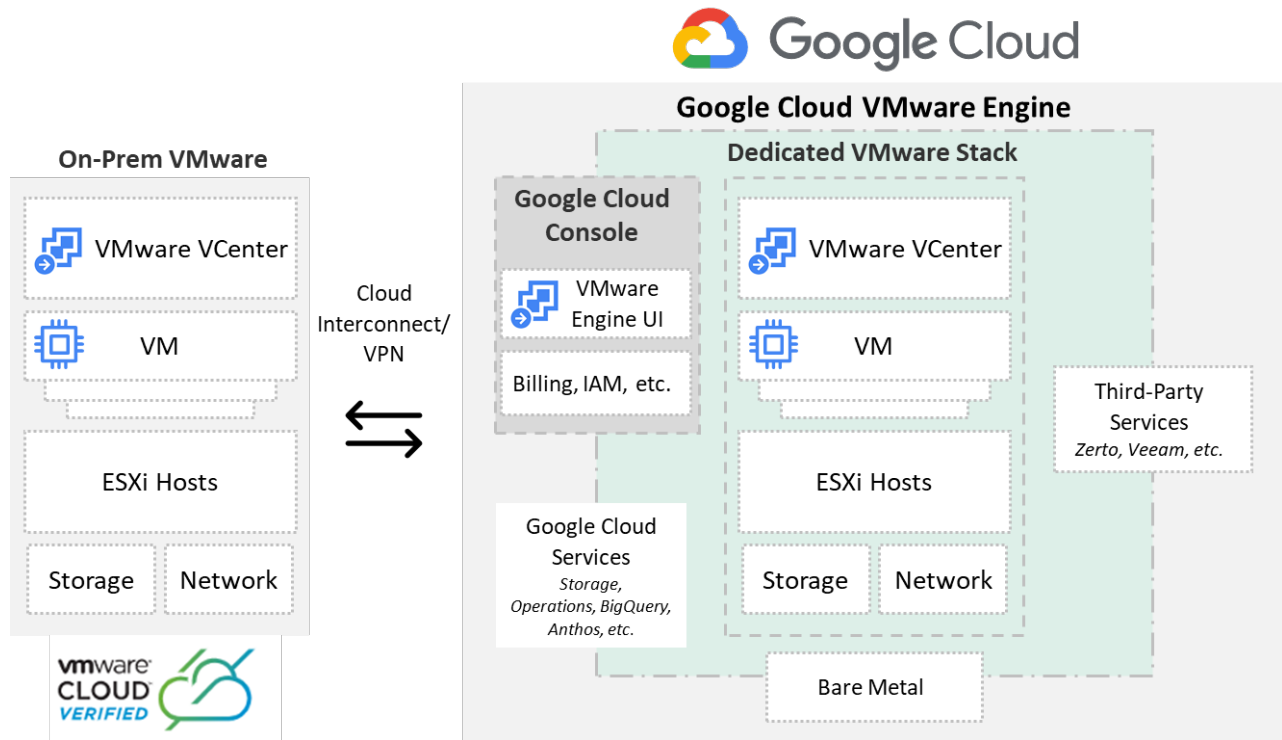 Google Cloud
Google Cloud VMware Engine
On-Prem VMware
VMware VCenter
VM
ESXi Hosts
Storage
Network
vmware
CLOUD
VERIFIED
Cloud
Interconnect/
VPN
Google Cloud
Console
VMware
Engine UI
Billing, IAM, etc.
Google Cloud
Services
Storage,
Operations, BigQuery,
Anthos, etc.
Dedicated VMware Stack
VMware VCenter
VM
ESXi Hosts
Storage
Network
Bare Metal
Third-Party
Services
Zerto, Veeam, etc.